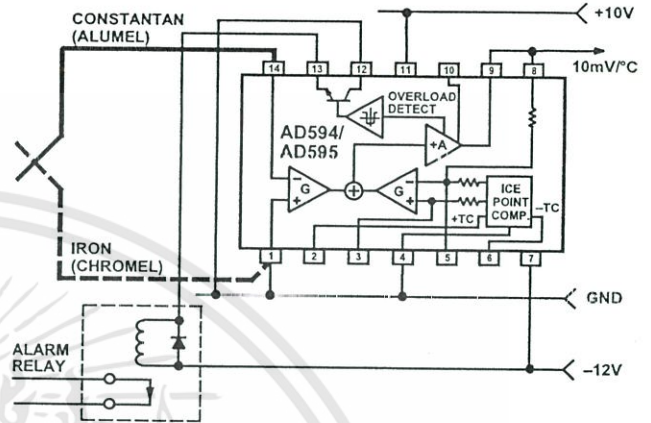 CONSTANTAN
(ALUMEL)
+10V
14
13
12
11
10
9
8
10mV/°C
OVERLOAD
DETECT
AD594/
AD595
+A
–
G
+
–
G
+
ICE
POINT
COMP.
+TC
–TC
IRON
(CHROMEL)
1
2
3
4
5
6
7
GND
ALARM
RELAY
–12V